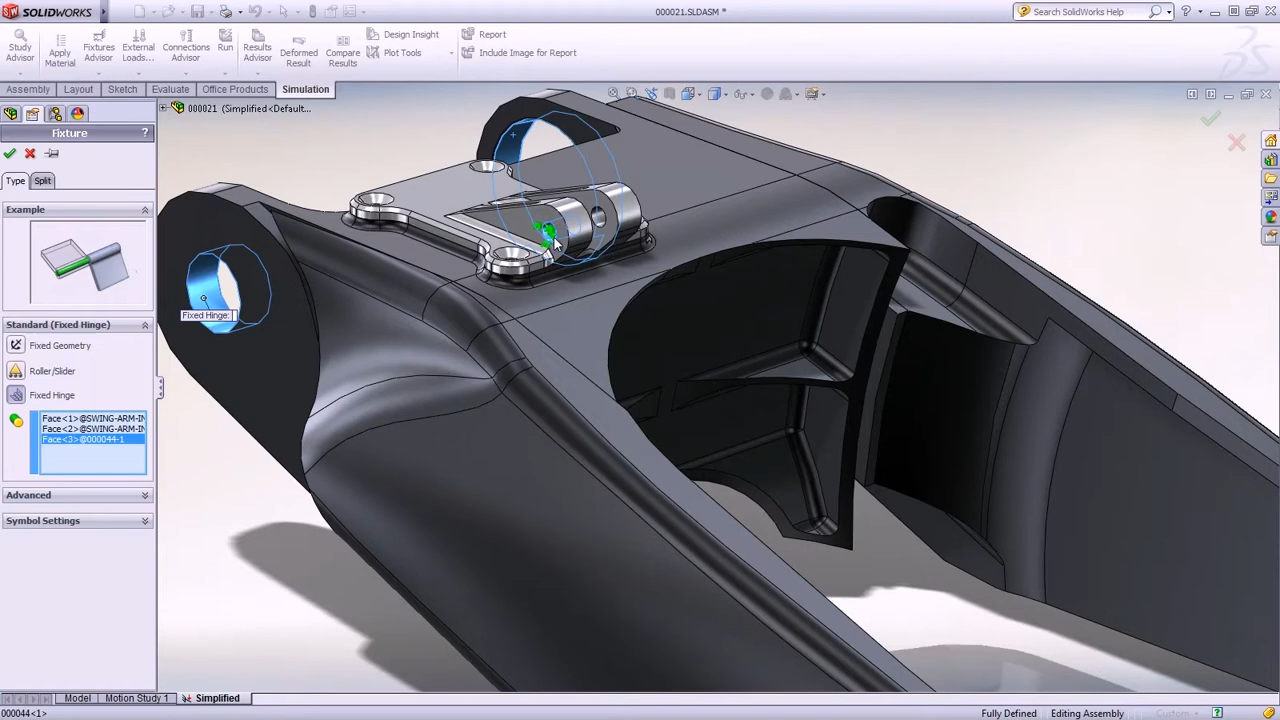 SOLIDWORKS
000021.SLDASM *
Search SolidWorks Help
Study Advisor
Apply Material
Fixtures Advisor
External Loads...
Connections Advisor
Run
Results Advisor
Deformed Result
Compare Results
Design Insight
Plot Tools
Report
Include Image for Report
Assembly
Layout
Sketch
Evaluate
Office Products
Simulation
000021 (Simplified<Default...
Fixture
?
Type
Split
Example
Standard (Fixed Hinge)
Fixed Geometry
Roller/Slider
Fixed Hinge
Face<1>@SWING-ARM-IN
Face<2>@SWING-ARM-IN
Face<3>@000044-1
Advanced
Symbol Settings
Fixed Hinge:
Model
Motion Study 1
Simplified
000044<1>
Fully Defined
Editing Assembly
Custom